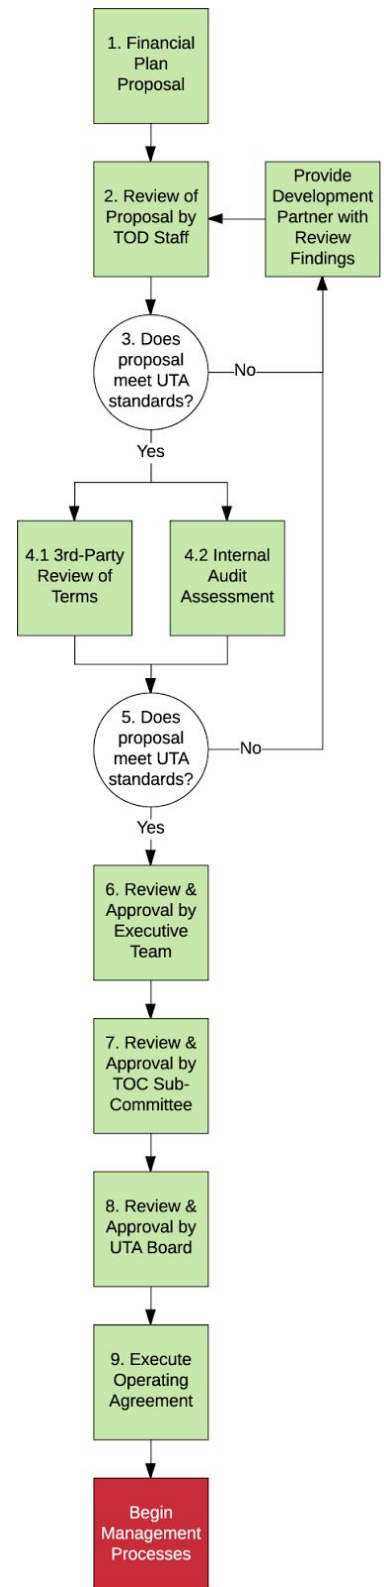 1. Financial
Plan
Proposal
2. Review of
Proposal by
TOD Staff
Provide
Development
Partner with
Review
Findings
3. Does
proposal
meet UTA
standards?
No
Yes
4.1 3rd-Party
Review of
Terms
4.2 Internal
Audit
Assessment
5. Does
proposal
meet UTA
standards?
No
Yes
6. Review &
Approval by
Executive
Team
7. Review &
Approval by
TOC Sub-
Committee
8. Review &
Approval by
UTA Board
9. Execute
Operating
Agreement
Begin
Management
Processes